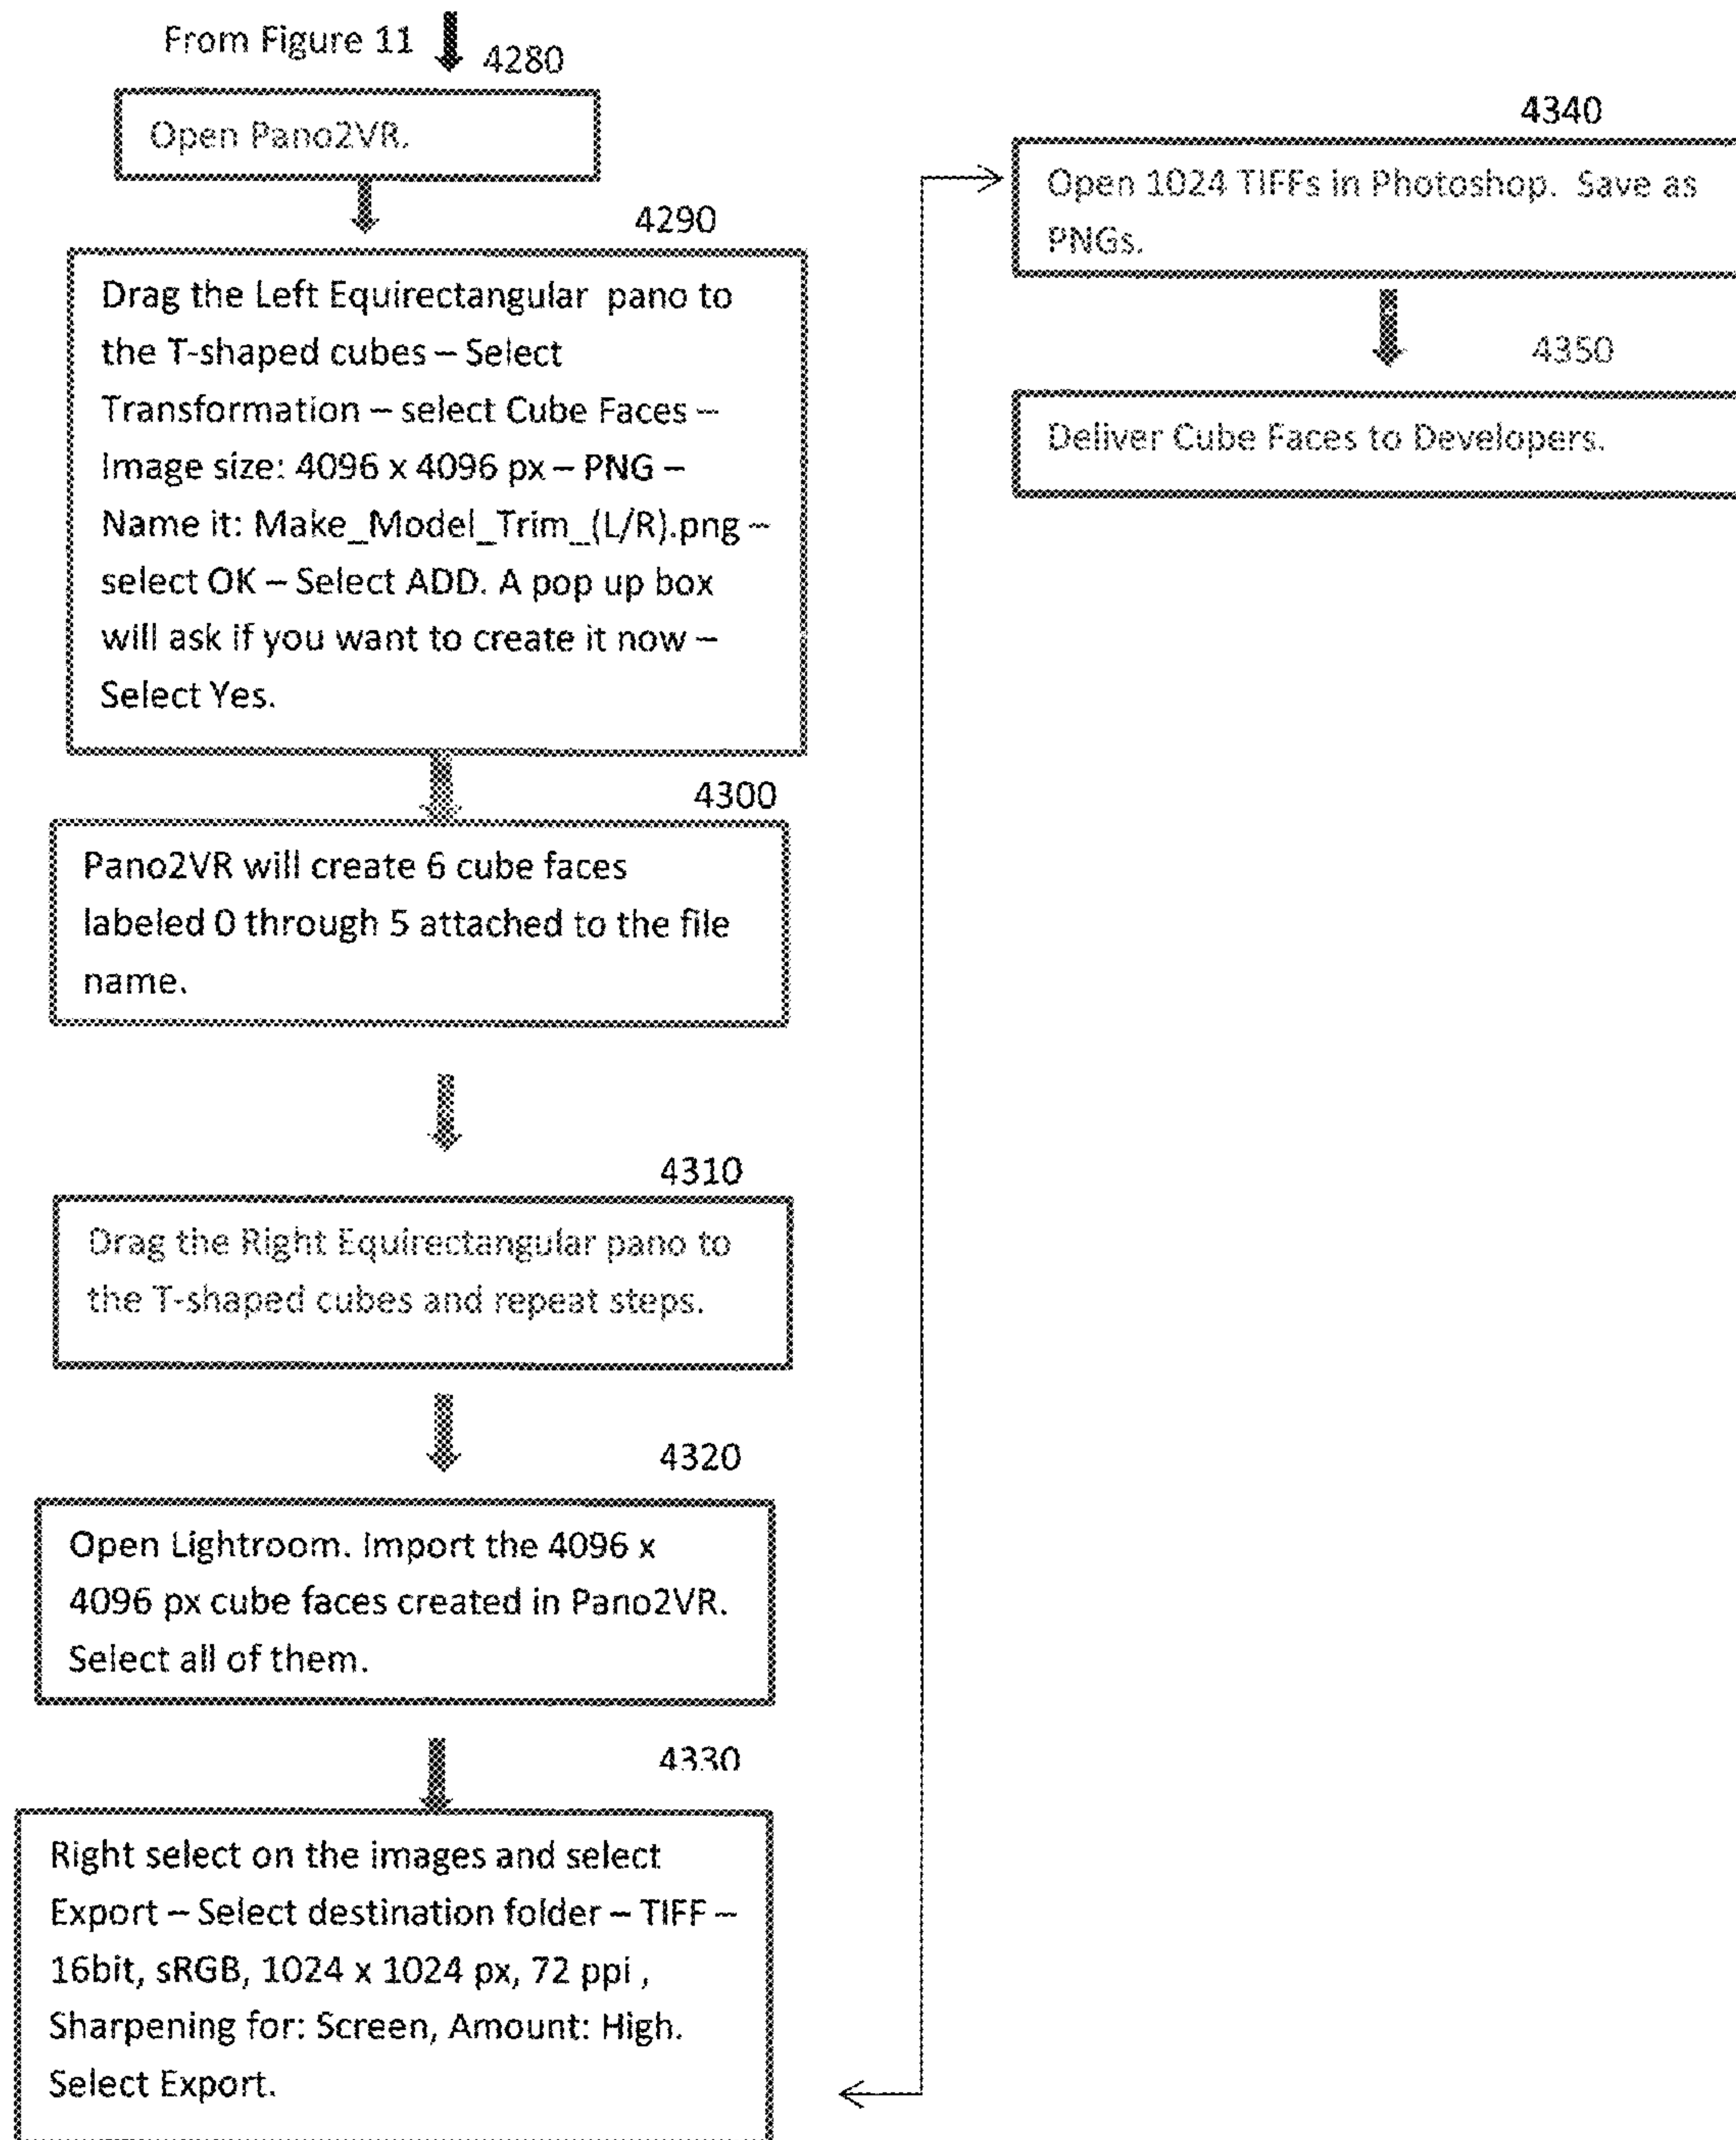 From Figure 11
4280
Open Pano2VR.
4290
Drag the Left Equirectangular pano to
the T-shaped cubes – Select
Transformation – select Cube Faces –
Image size: 4096 x 4096 px – PNG –
Name it: Make_Model_Trim_(L/R).png –
select OK – Select ADD. A pop up box
will ask if you want to create it now –
Select Yes.
4300
Pano2VR will create 6 cube faces
labeled 0 through 5 attached to the file
name.
4310
Drag the Right Equirectangular pano to
the T-shaped cubes and repeat steps.
4320
Open Lightroom. Import the 4096 x
4096 px cube faces created in Pano2VR.
Select all of them.
4330
Right select on the images and select
Export – Select destination folder – TIFF –
16bit, sRGB, 1024 x 1024 px, 72 ppi ,
Sharpening for: Screen, Amount: High.
Select Export.
4340
Open 1024 TIFFs in Photoshop. Save as
PNGs.
4350
Deliver Cube Faces to Developers.